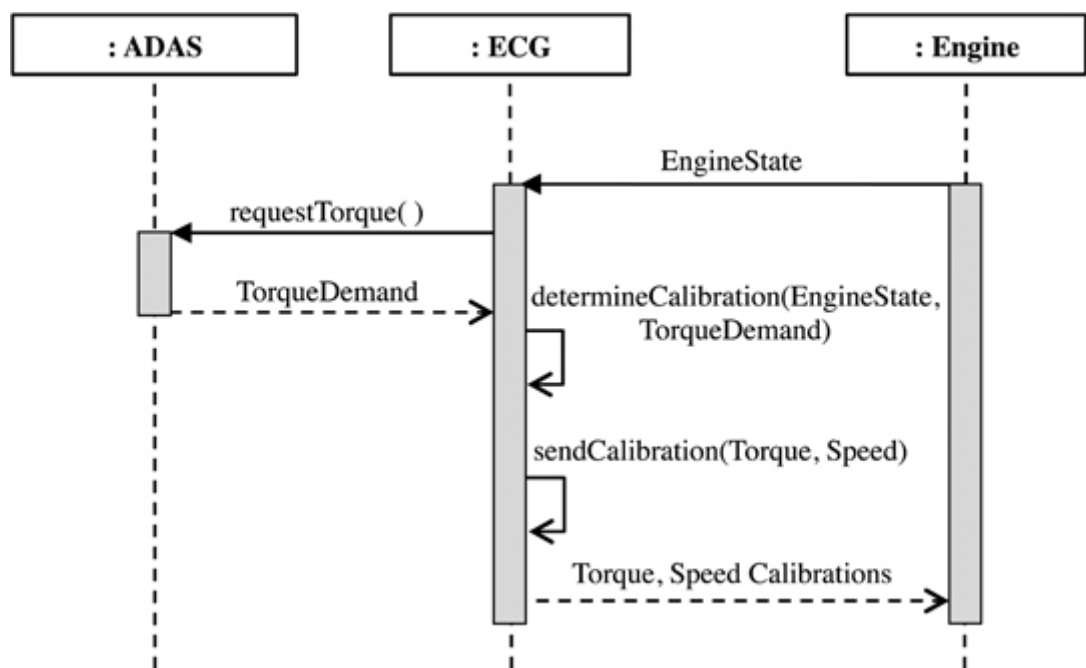 : ADAS
: ECG
: Engine
EngineState
requestTorque( )
TorqueDemand
determineCalibration(EngineState,
TorqueDemand)
sendCalibration(Torque, Speed)
Torque, Speed Calibrations